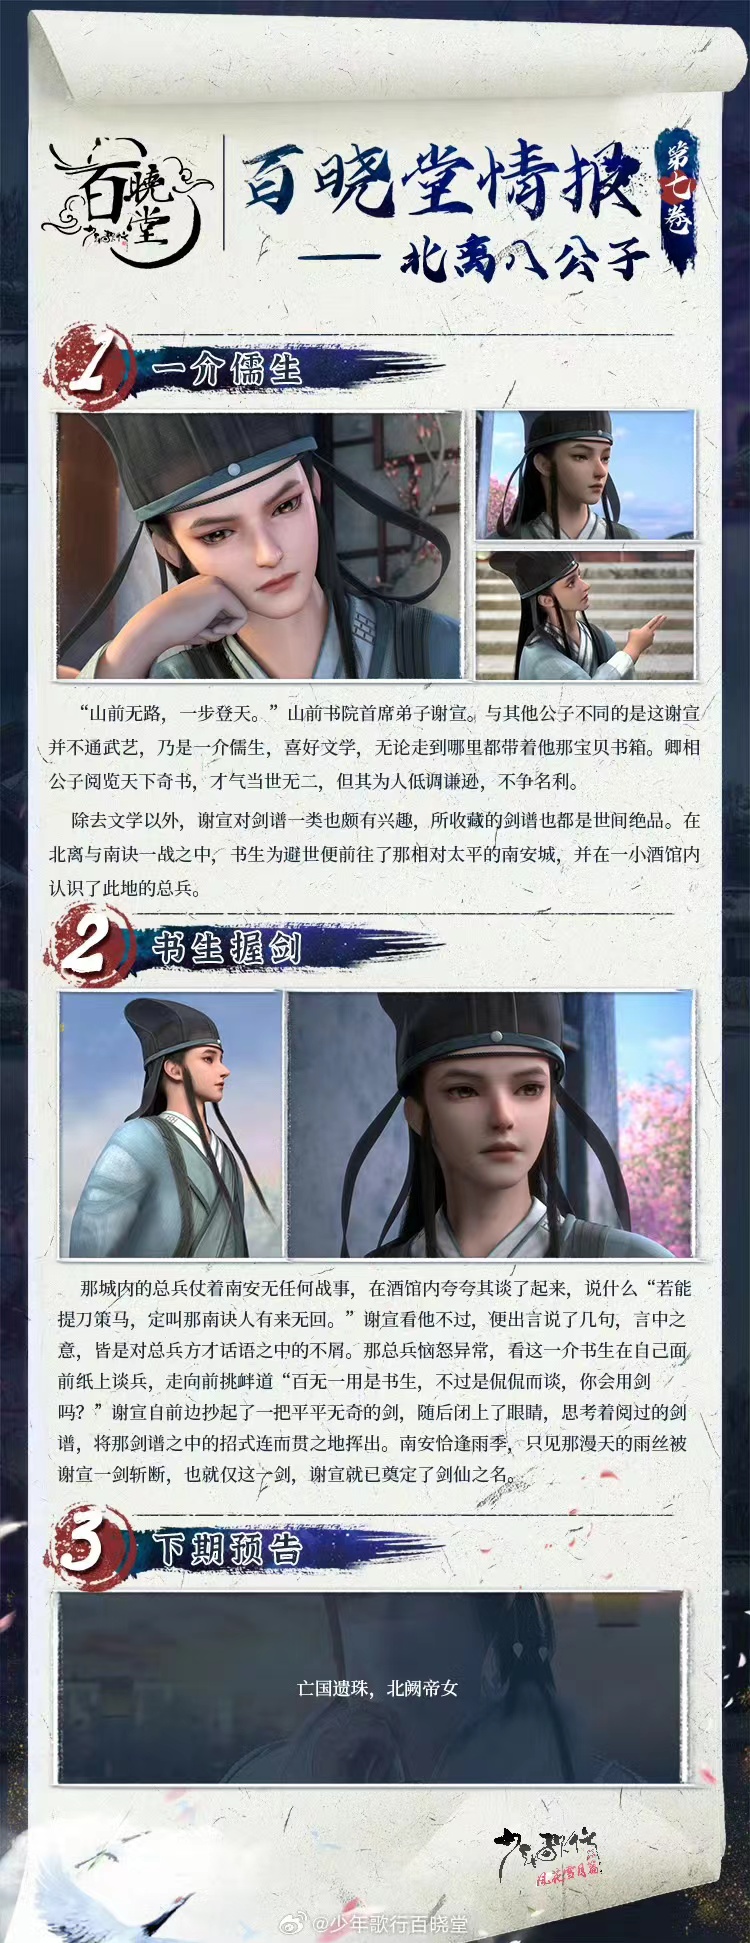 百曉堂
少年歌行
百晓堂情报
第七卷
—— 北离八公子
1 一介儒生
“山前无路，一步登天。”山前书院首席弟子谢宣。与其他公子不同的是这谢宣
并不通武艺，乃是一介儒生，喜好文学，无论走到哪里都带着他那宝贝书箱。卿相
公子阅览天下奇书，才气当世无二，但其为人低调谦逊，不争名利。
除去文学以外，谢宣对剑谱一类也颇有兴趣，所收藏的剑谱也都是世间绝品。在
北离与南诀一战之中，书生为避世便前往了那相对太平的南安城，并在一小酒馆内
认识了此地的总兵。
2 书生握剑
那城内的总兵仗着南安无任何战事，在酒馆内夸夸其谈了起来，说什么“若能
提刀策马，定叫那南诀人有来无回。”谢宣看他不过，便出言说了几句，言中之
意，皆是对总兵方才话语之中的不屑。那总兵恼怒异常，看这一介书生在自己面
前纸上谈兵，走向前挑衅道“百无一用是书生，不过是侃侃而谈，你会用剑
吗？”谢宣自前边抄起了一把平平无奇的剑，随后闭上了眼睛，思考着阅过的剑
谱，将那剑谱之中的招式连而贯之地挥出。南安恰逢雨季，只见那漫天的雨丝被
谢宣一剑斩断，也就仅这一剑，谢宣就已奠定了剑仙之名。
3 下期预告
亡国遗珠，北阙帝女
少年歌行
风花雪月篇
@少年歌行百晓堂